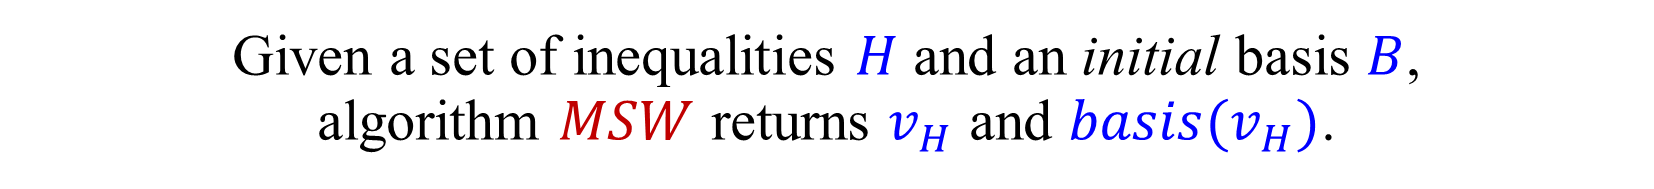 Given a set of inequalities H and an initial basis B,
algorithm MSW returns v_H and basis(v_H).